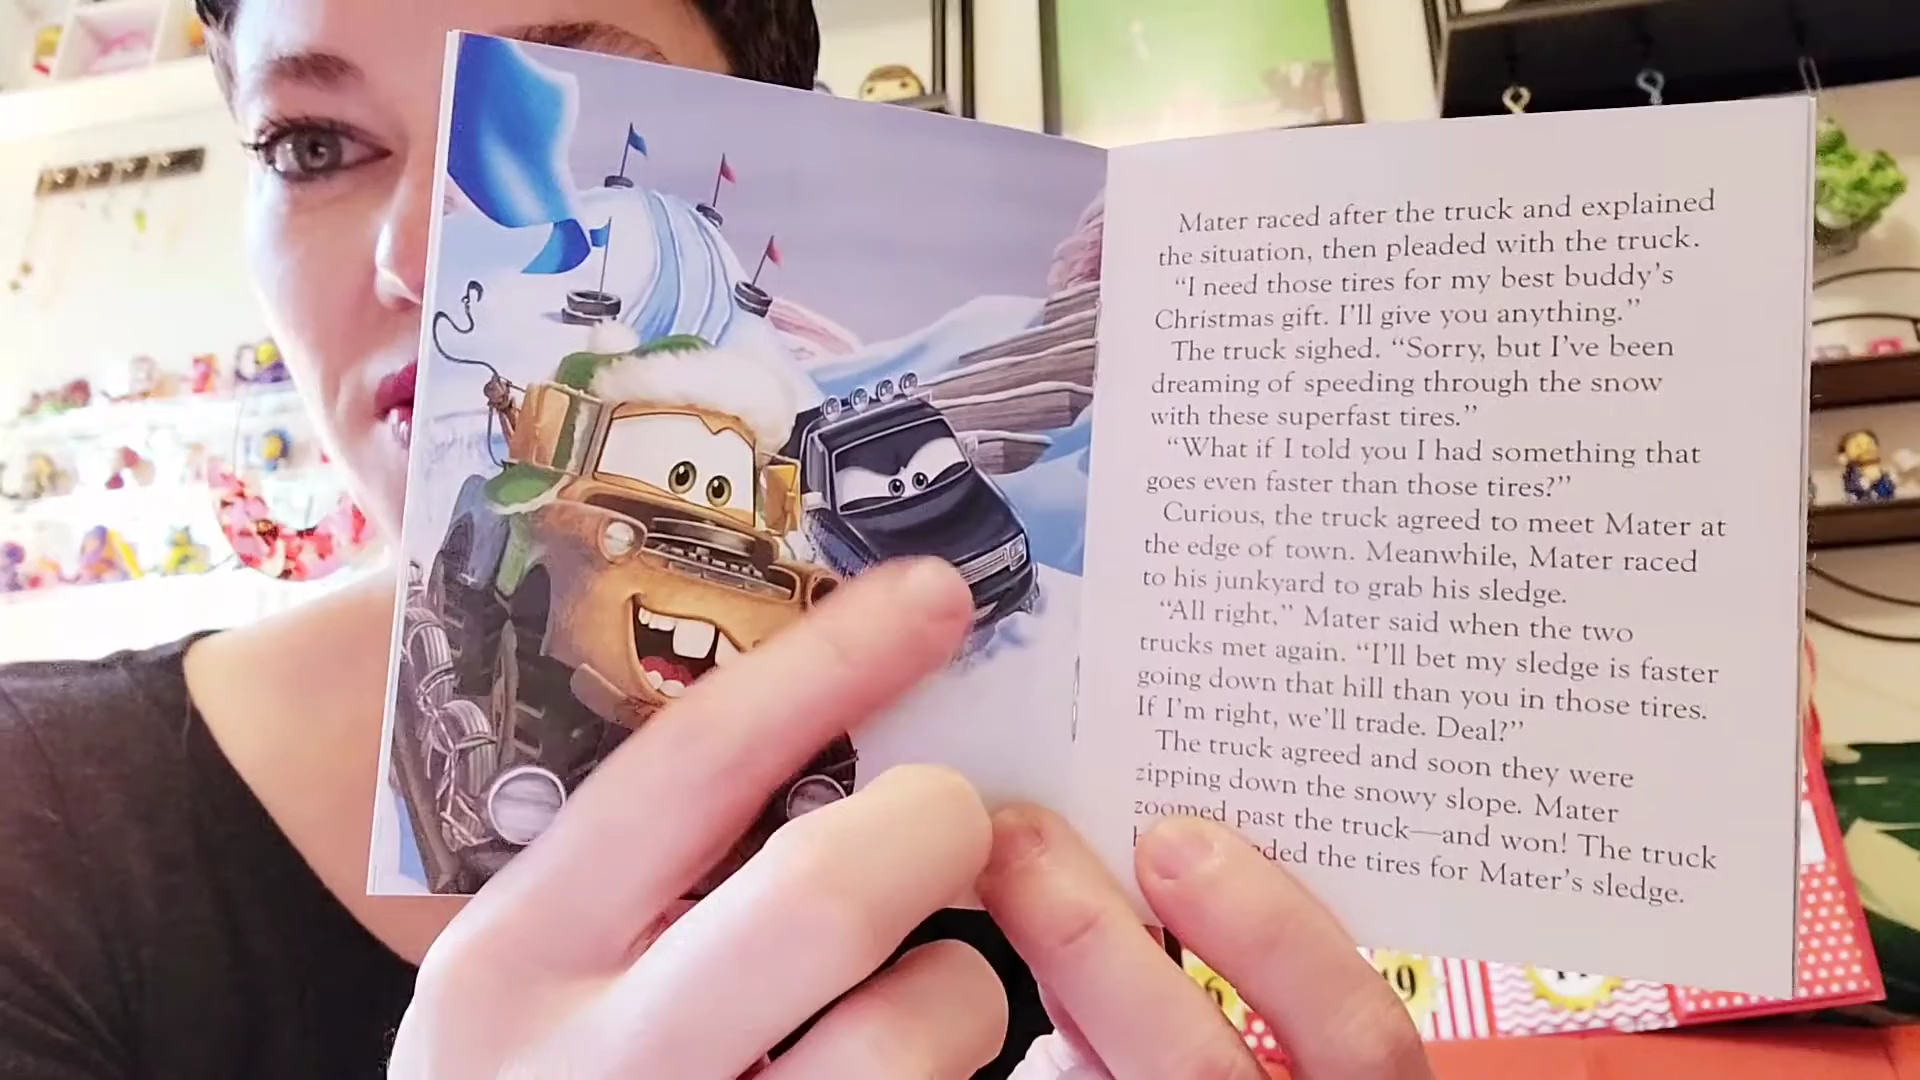 Mater raced after the truck and explained
the situation, then pleaded with the truck.
“I need those tires for my best buddy’s
Christmas gift. I’ll give you anything.”
The truck sighed. “Sorry, but I’ve been
dreaming of speeding through the snow
with these superfast tires.”
“What if I told you I had something that
goes even faster than those tires?”
Curious, the truck agreed to meet Mater at
the edge of town. Meanwhile, Mater raced
to his junkyard to grab his sledge.
“All right,” Mater said when the two
trucks met again. “I’ll bet my sledge is faster
going down that hill than you in those tires.
If I’m right, we’ll trade. Deal?”
The truck agreed and soon they were
zipping down the snowy slope. Mater
zoomed past the truck—and won! The truck
the tires for Mater’s sledge.